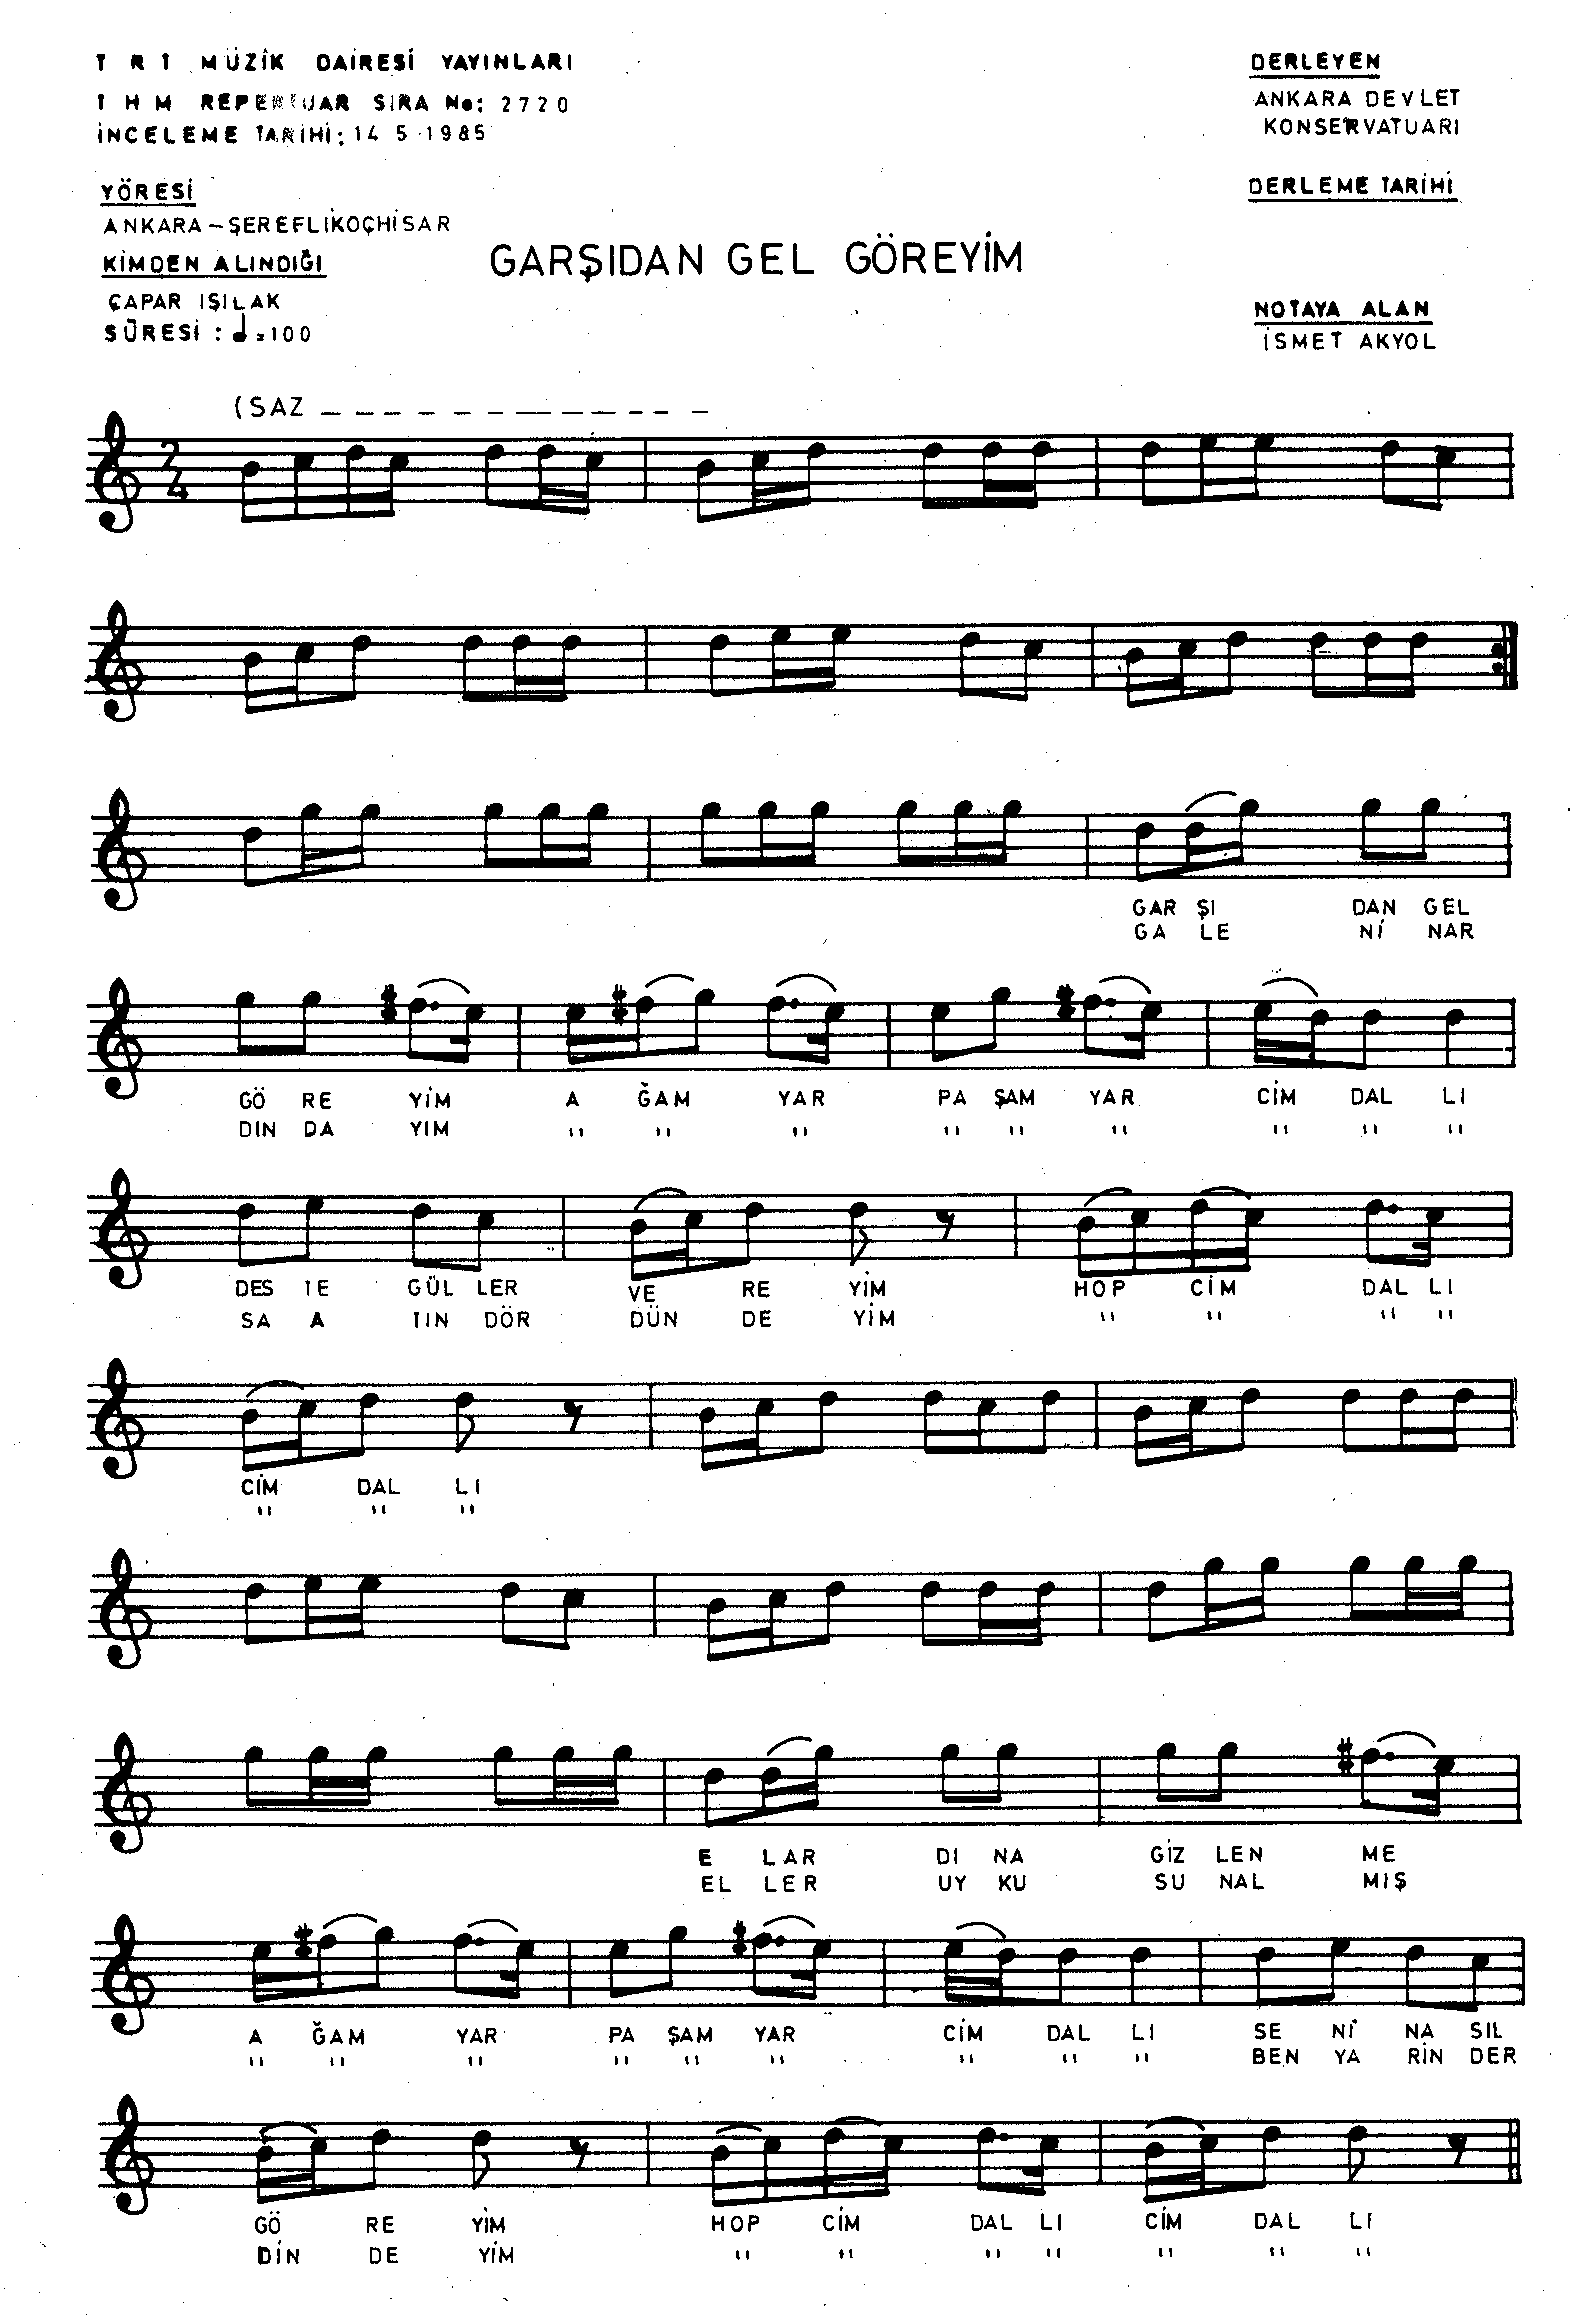 TRT MÜZİK DAİRESİ YAYINLARI
THM REPERTUAR SIRA No: 2720
İNCELEME TARİHİ: 14 5 1985
DERLEYEN
ANKARA DEVLET
KONSERVATUARI
DERLEME TARİHİ
YÖRESİ
ANKARA-ŞEREFLİKOÇHİSAR
KİMDEN ALINDIĞI
ÇAPAR IŞILAK
SÜRESİ : ♩=100
GARŞIDAN GEL GÖREYİM
NOTAYA ALAN
İSMET AKYOL
(SAZ _ _ _ _ _ _ _ _ _ _ _ _
2
4
GAR ŞI DAN GEL
GA LE Nİ NAR
GÖ RE YİM A ĞAM YAR PA ŞAM YAR CİM DAL LI
DIN DA YIM " " " " " " " " "
DES TE GÜL LER VE RE YİM HOP CİM DAL LI
SA A TIN DÖR DÜN DE YİM " " " "
CİM DAL LI
" " "
E LAR DI NA GİZ LEN ME
EL LER UY KU SU NAL MIŞ
A ĞAM YAR PA ŞAM YAR CİM DAL LI SE Nİ NA SIL
" " " " " " " " " BEN YA RİN DER
GÖ RE YİM HOP CİM DAL LI CİM DAL LI
DİN DE YİM " " " " " " "